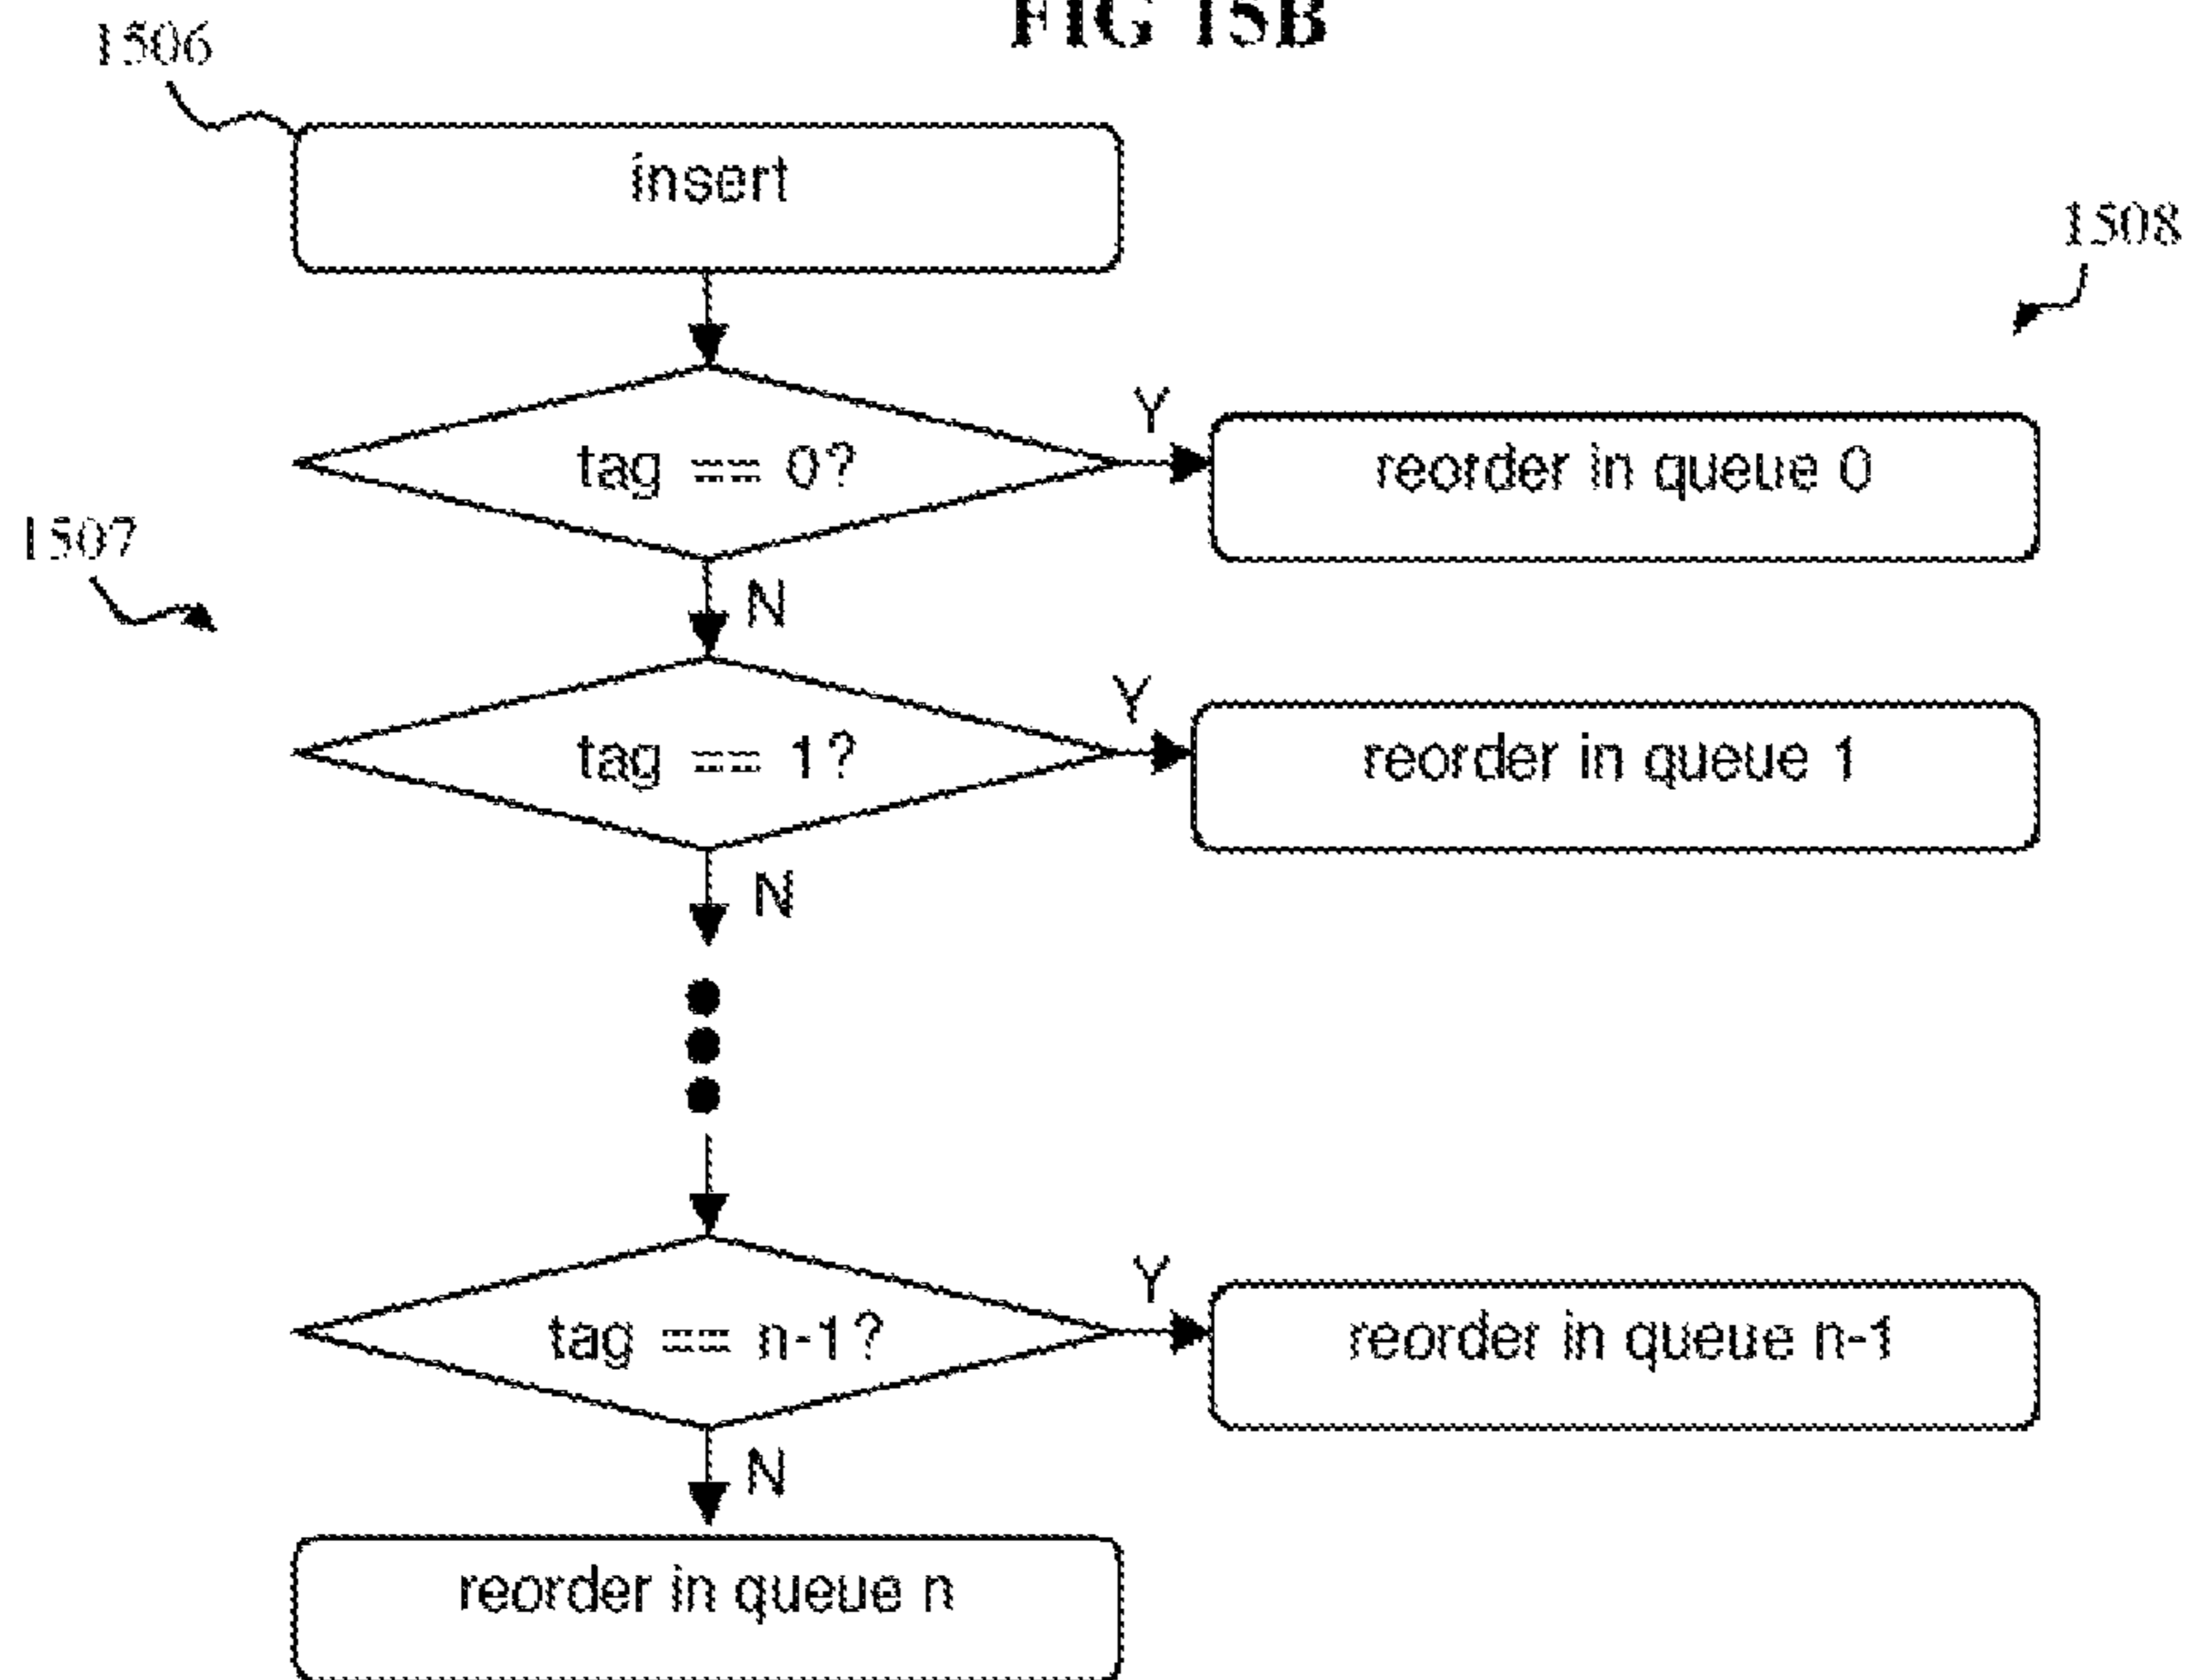 FIG 15B
1506
insert
1508
Y
tag == 0?
reorder in queue 0
1507
N
Y
tag == 1?
reorder in queue 1
N
Y
tag == n-1?
reorder in queue n-1
N
reorder in queue n